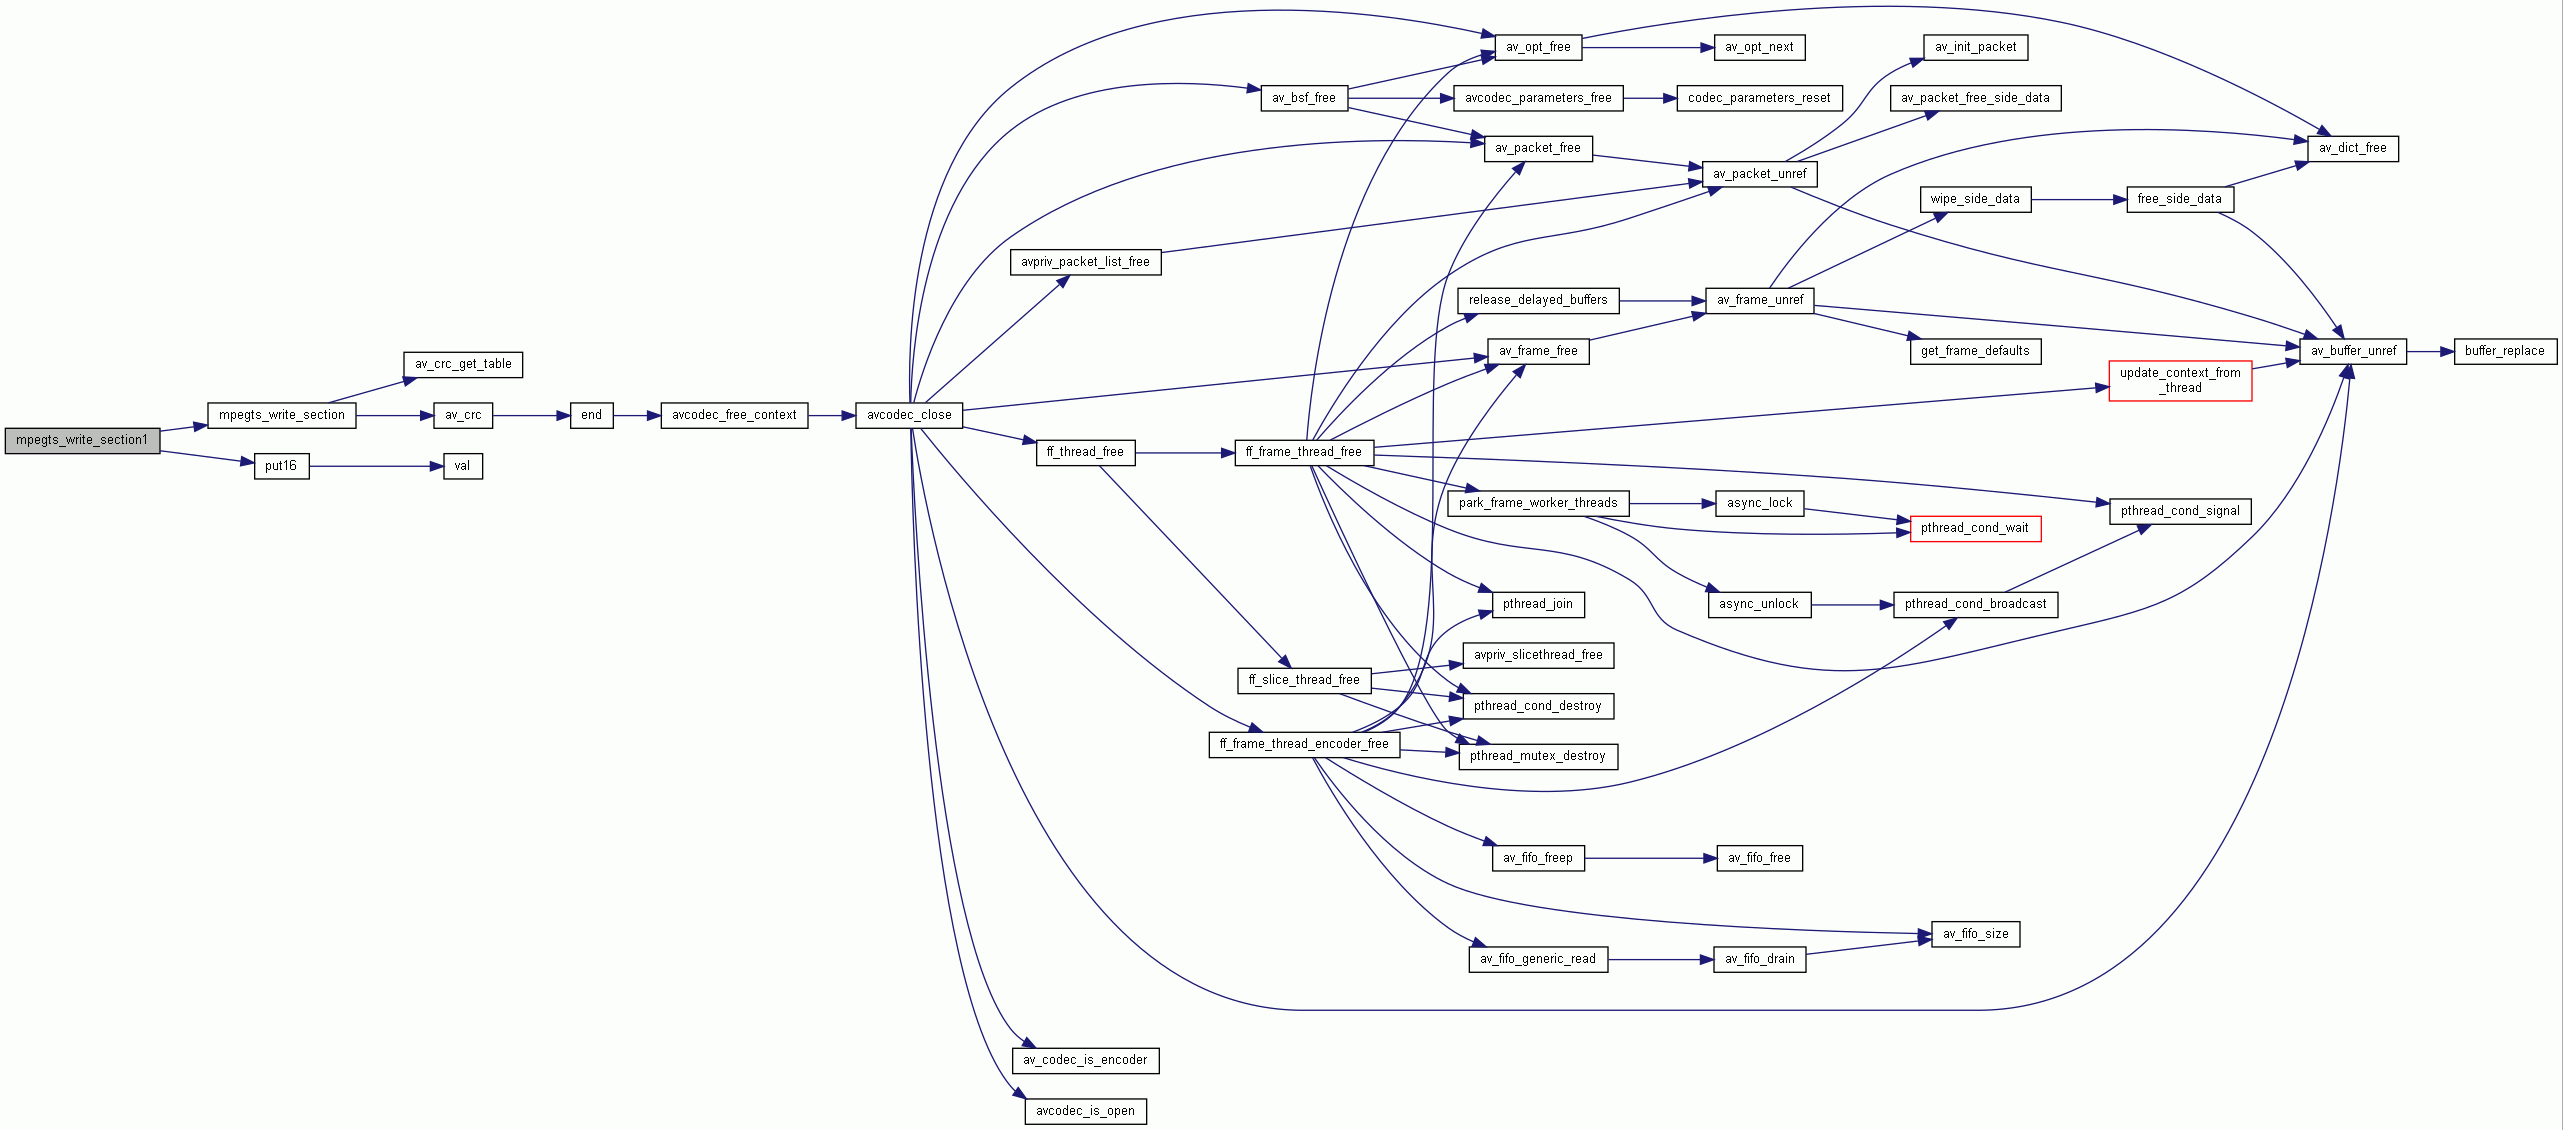 mpegts_write_section1
mpegts_write_section
put16
av_crc_get_table
av_crc
val
end
avcodec_free_context
avcodec_close
avpriv_packet_list_free
ff_thread_free
av_codec_is_encoder
avcodec_is_open
av_bsf_free
ff_frame_thread_free
ff_slice_thread_free
ff_frame_thread_encoder_free
av_opt_free
avcodec_parameters_free
av_packet_free
release_delayed_buffers
av_frame_free
park_frame_worker_threads
pthread_join
avpriv_slicethread_free
pthread_cond_destroy
pthread_mutex_destroy
av_fifo_freep
av_fifo_generic_read
av_opt_next
codec_parameters_reset
av_packet_unref
av_frame_unref
async_lock
async_unlock
av_fifo_free
av_fifo_drain
av_init_packet
av_packet_free_side_data
wipe_side_data
get_frame_defaults
pthread_cond_wait
pthread_cond_broadcast
av_fifo_size
free_side_data
update_context_from
_thread
pthread_cond_signal
av_dict_free
av_buffer_unref
buffer_replace